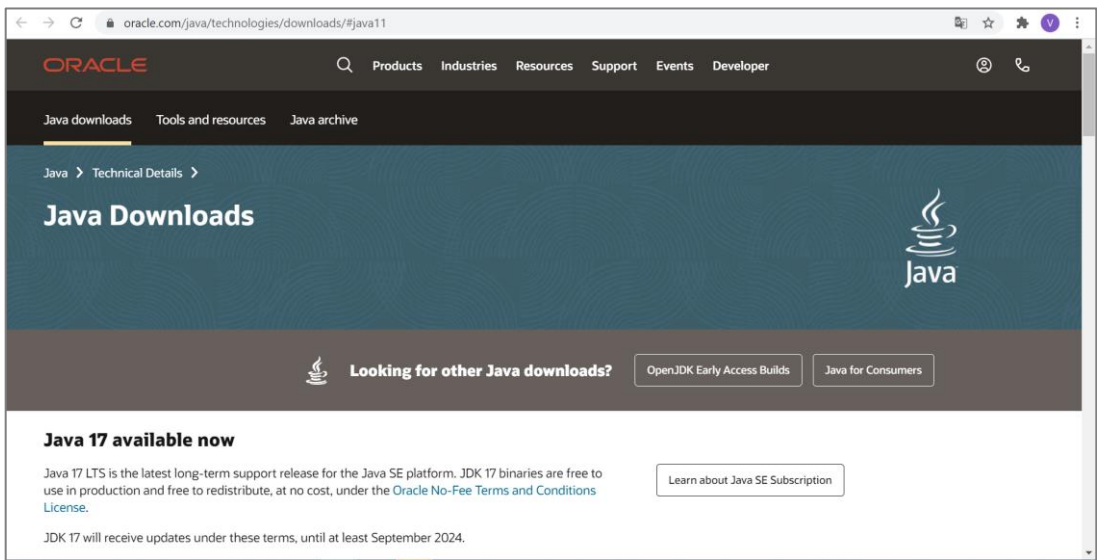 oracle.com/java/technologies/downloads/#java11
V
ORACLE
Products Industries Resources Support Events Developer
Java downloads Tools and resources Java archive
Java > Technical Details >
Java Downloads
Java
Looking for other Java downloads? OpenJDK Early Access Builds Java for Consumers
Java 17 available now
Java 17 LTS is the latest long-term support release for the Java SE platform. JDK 17 binaries are free to
use in production and free to redistribute, at no cost, under the Oracle No-Fee Terms and Conditions
License.
Learn about Java SE Subscription
JDK 17 will receive updates under these terms, until at least September 2024.